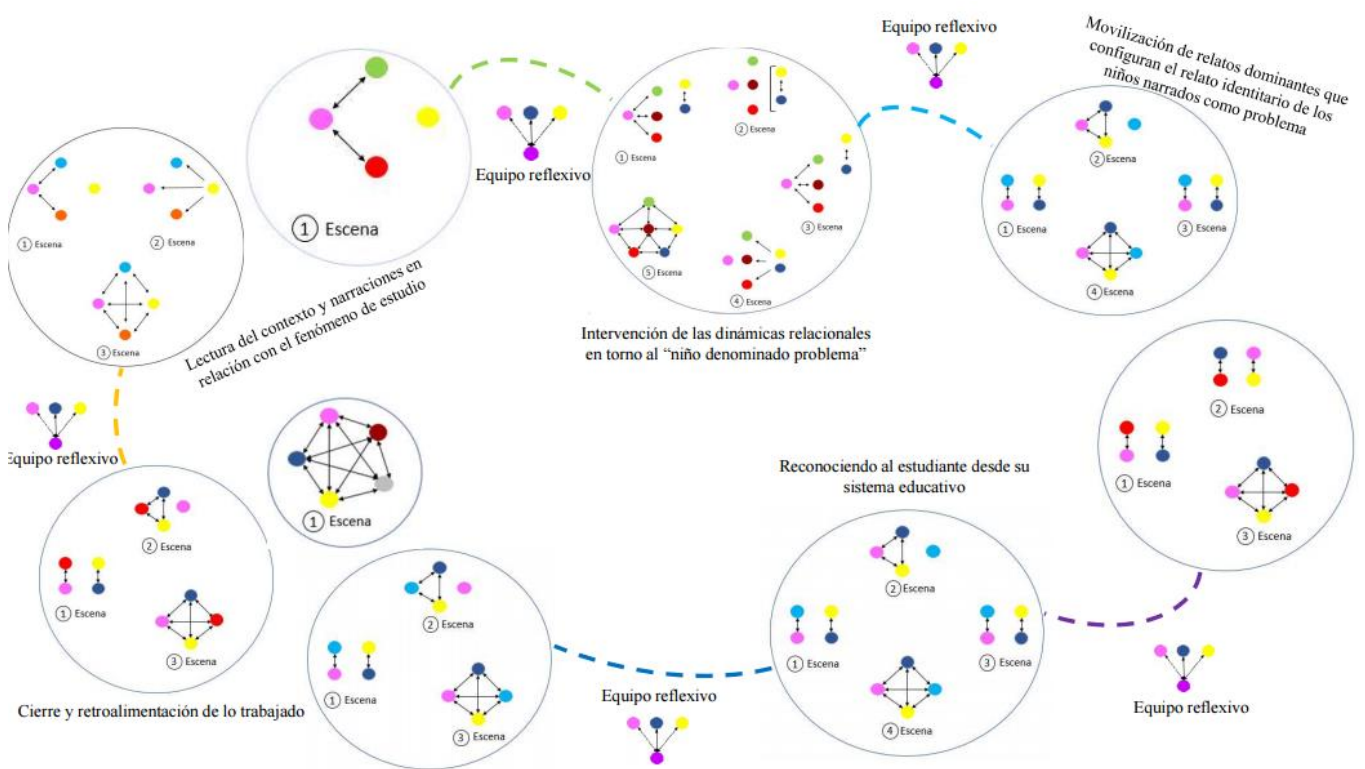 Equipo reflexivo
Movilización de relatos dominantes que
configuran el relato identitario de los
niños narrados como problema
① Escena
Equipo reflexivo
① Escena
② Escena
③ Escena
④ Escena
⑤ Escena
Intervención de las dinámicas relacionales
en torno al “niño denominado problema”
① Escena
② Escena
③ Escena
④ Escena
① Escena
② Escena
③ Escena
Lectura del contexto y narraciones en
relación con el fenómeno de estudio
Equipo reflexivo
① Escena
② Escena
③ Escena
① Escena
Reconociendo al estudiante desde su
sistema educativo
① Escena
② Escena
③ Escena
④ Escena
① Escena
② Escena
③ Escena
Equipo reflexivo
① Escena
② Escena
③ Escena
Cierre y retroalimentación de lo trabajado
Equipo reflexivo